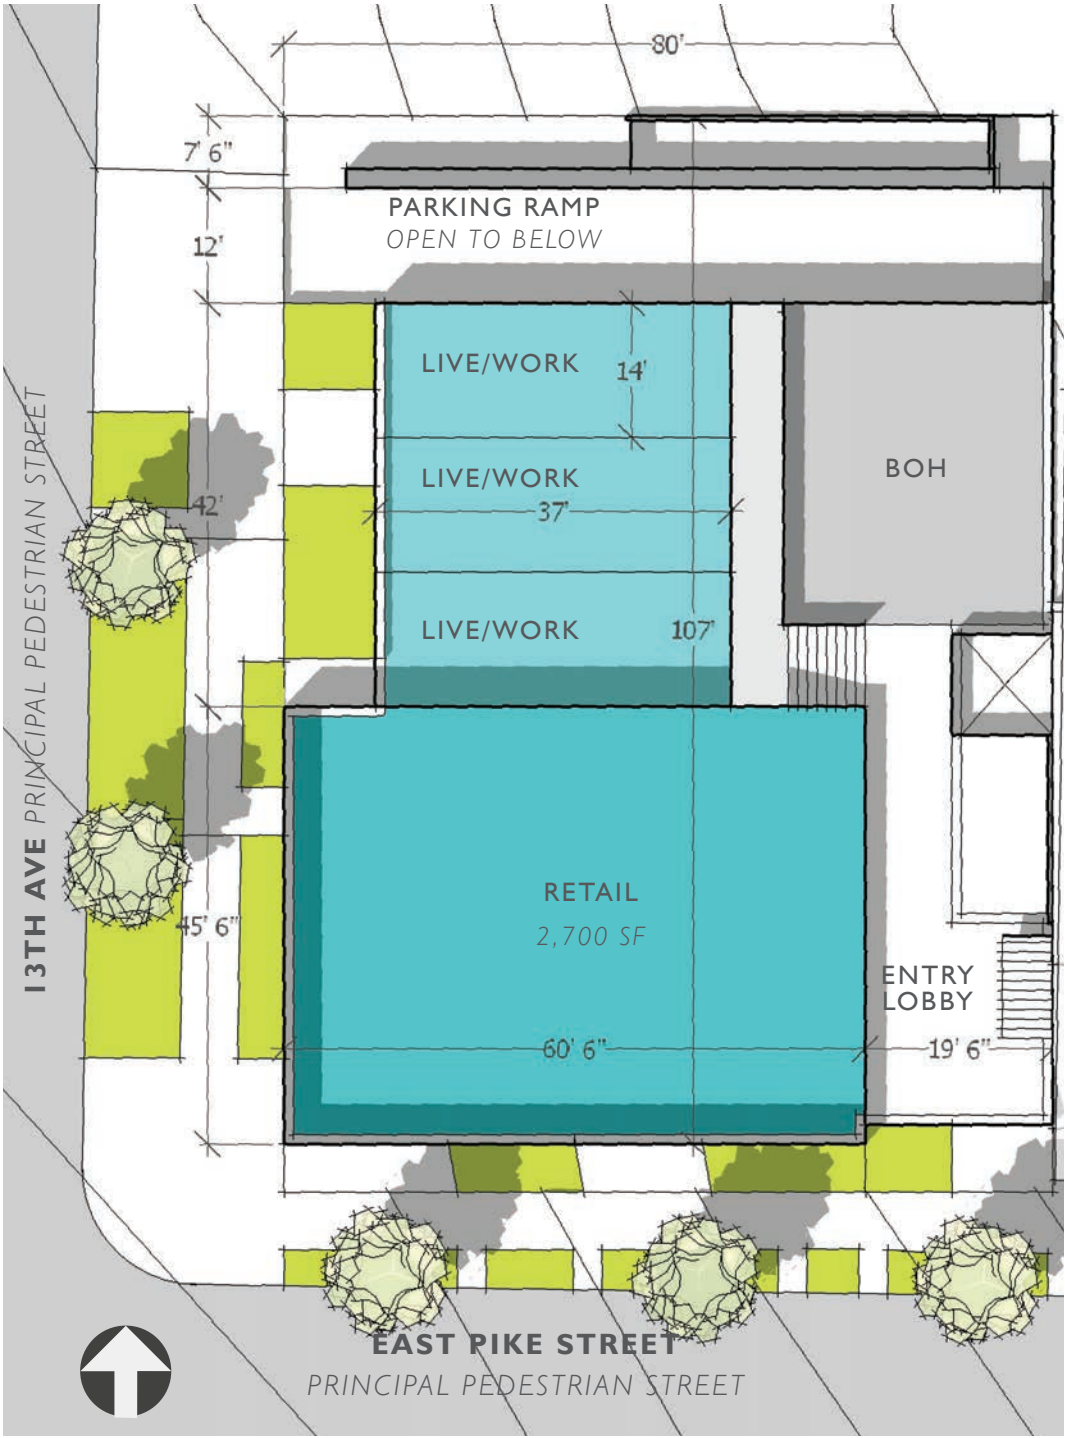 80'
7' 6"
PARKING RAMP
OPEN TO BELOW
12'
LIVE/WORK
14'
LIVE/WORK
BOH
42'
37'
LIVE/WORK
107'
13TH AVE PRINCIPAL PEDESTRIAN STREET
RETAIL
2,700 SF
45' 6"
ENTRY
LOBBY
60' 6"
19' 6"
EAST PIKE STREET
PRINCIPAL PEDESTRIAN STREET